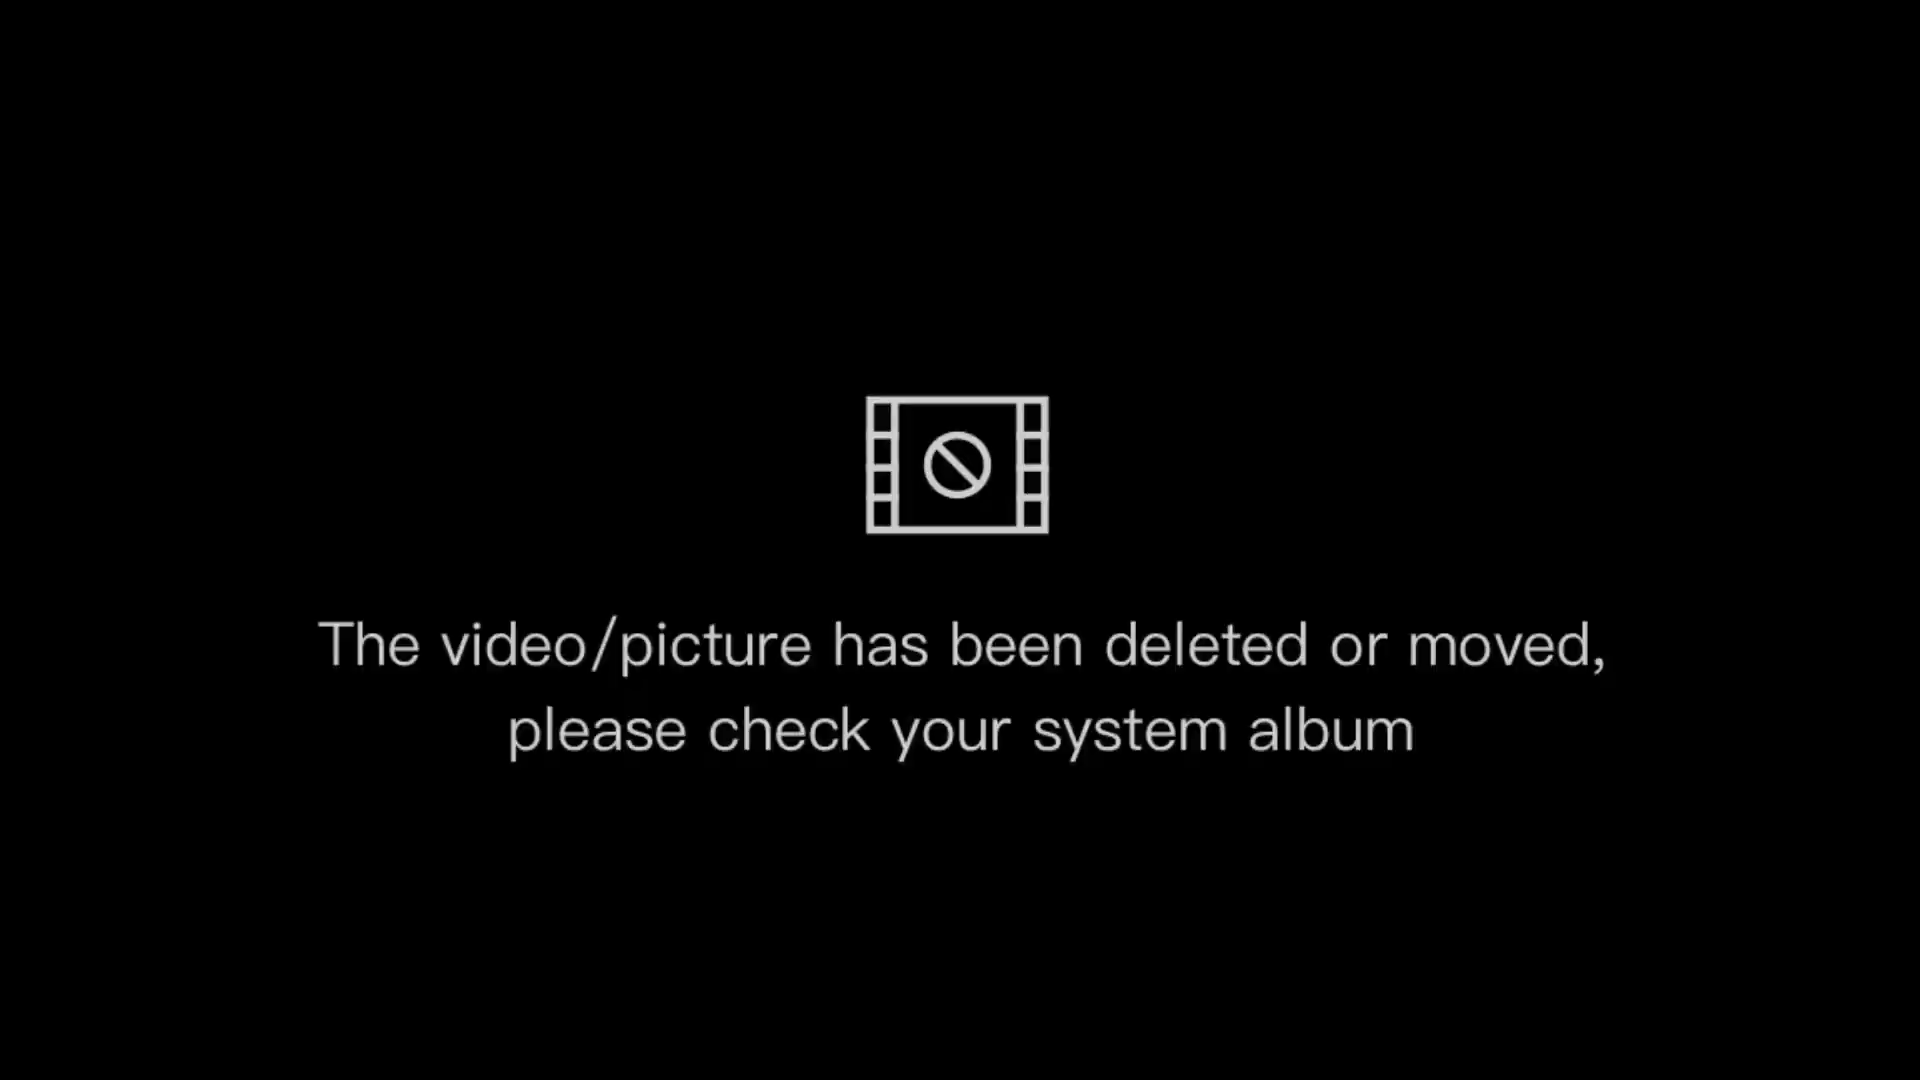 The video/picture has been deleted or moved,
please check your system album